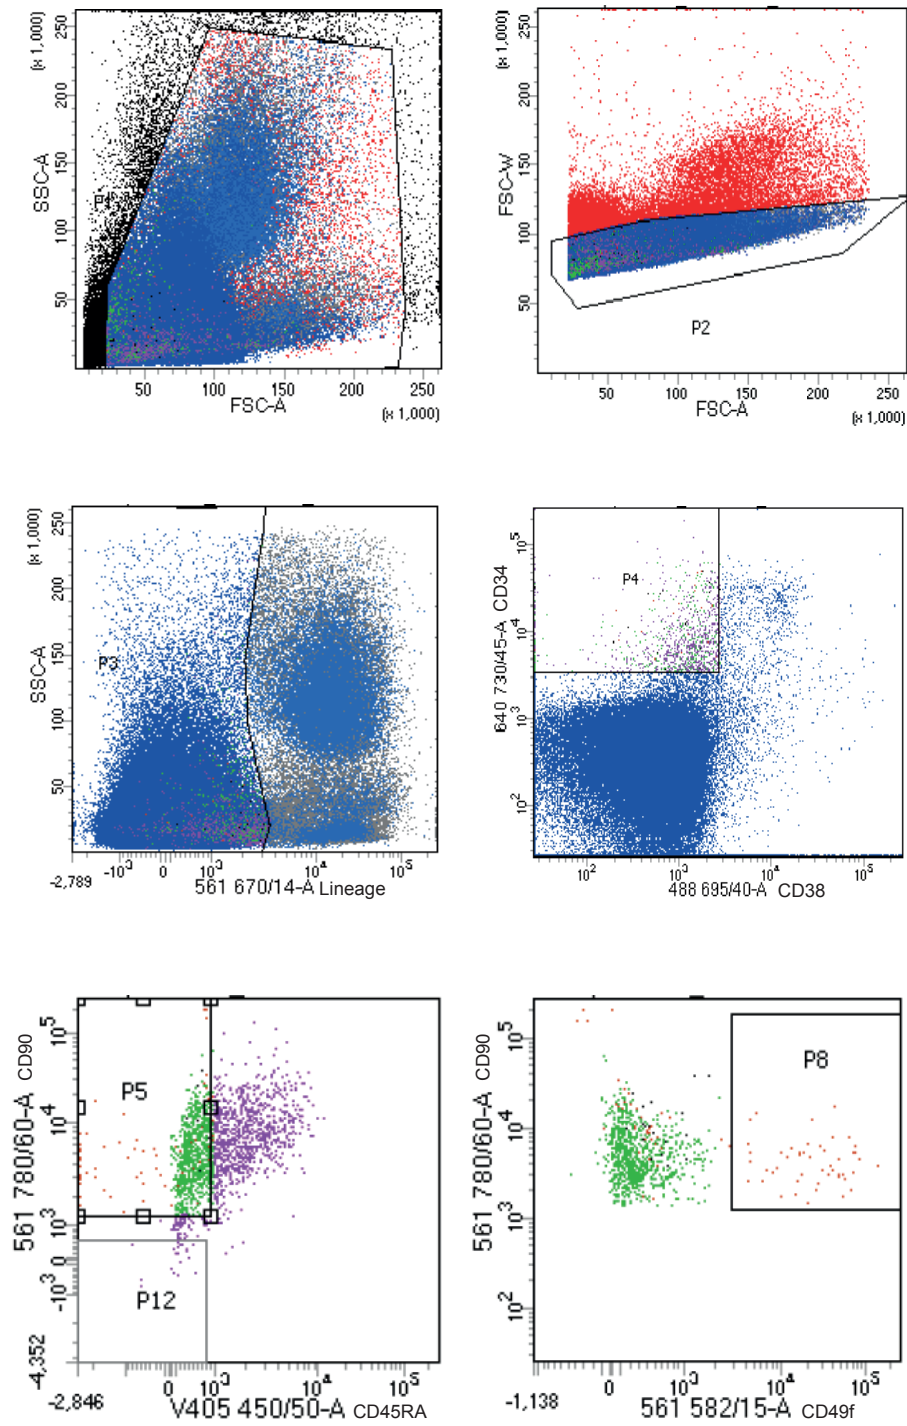 (x 1,000)
250
200
150
100
50
SSC-A
P1
50 100 150 200 250
FSC-A
(x 1,000)
(x 1,000)
250
200
150
100
50
FSC-W
P2
50 100 150 200 250
FSC-A
(x 1,000)
(x 1,000)
250
200
150
100
50
SSC-A
P3
-2,789 -10³ 0 10³ 10⁴ 10⁵
561 670/14-A Lineage
10⁵
10⁴
10³
10²
640 730/45-A CD34
P4
10² 10³ 10⁴ 10⁵
488 695/40-A CD38
10⁵
10⁴
10³
0
-10³
-4,352
561 780/60-A CD90
P5
P12
-2,846 0 10³ 10⁴ 10⁵
V405 450/50-A CD45RA
10⁵
10⁴
10³
10²
561 780/60-A CD90
P8
-1,138 0 10³ 10⁴ 10⁵
561 582/15-A CD49f